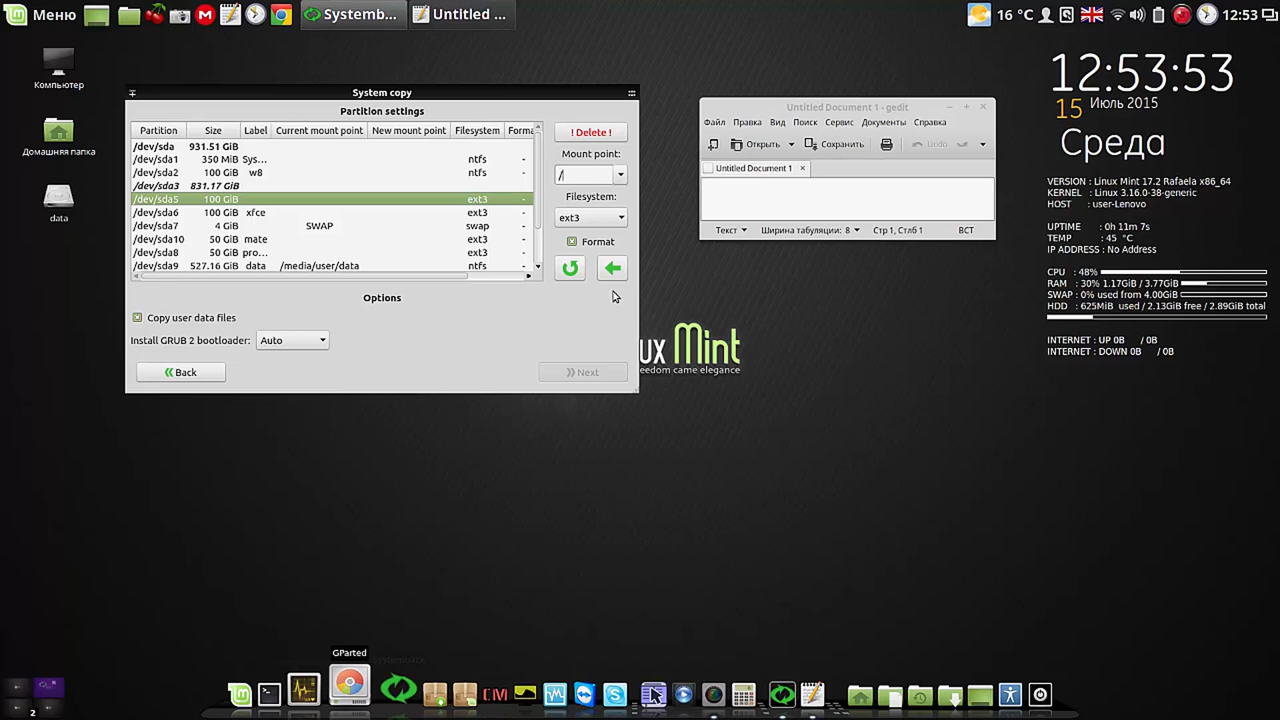 Меню
Systemb...
Untitled ...
16 °C
12:53
Компьютер
Домашняя папка
data
System copy
Partition settings
Partition Size Label Current mount point New mount point Filesystem Forma
/dev/sda 931.51 GiB
/dev/sda1 350 MiB Sys... ntfs -
/dev/sda2 100 GiB w8 ntfs -
/dev/sda3 831.17 GiB
/dev/sda5 100 GiB ext3 -
/dev/sda6 100 GiB xfce ext3 -
/dev/sda7 4 GiB SWAP swap -
/dev/sda10 50 GiB mate ext3 -
/dev/sda8 50 GiB pro... ext3 -
/dev/sda9 527.16 GiB data /media/user/data ntfs -
! Delete !
Mount point:
/
Filesystem:
ext3
Format
Options
Copy user data files
Install GRUB 2 bootloader: Auto
Back
Next
Untitled Document 1 - gedit
Файл Правка Вид Поиск Сервис Документы Справка
Открыть Сохранить Undo
Untitled Document 1
Текст Ширина табуляции: 8 Стр 1, Стлб 1 ВСТ
ux Mint
eedom came elegance
12:53:53
15 Июль 2015
Среда
VERSION : Linux Mint 17.2 Rafaela x86_64
KERNEL : Linux 3.16.0-38-generic
HOST : user-Lenovo
UPTIME : 0h 11m 7s
TEMP : 45 °C
IP ADDRESS : No Address
CPU : 48%
RAM : 30% 1.17GiB / 3.77GiB
SWAP : 0% used from 4.00GiB
HDD : 625MiB used / 2.13GiB free / 2.89GiB total
INTERNET : UP 0B / 0B
INTERNET : DOWN 0B / 0B
GParted
CM
2